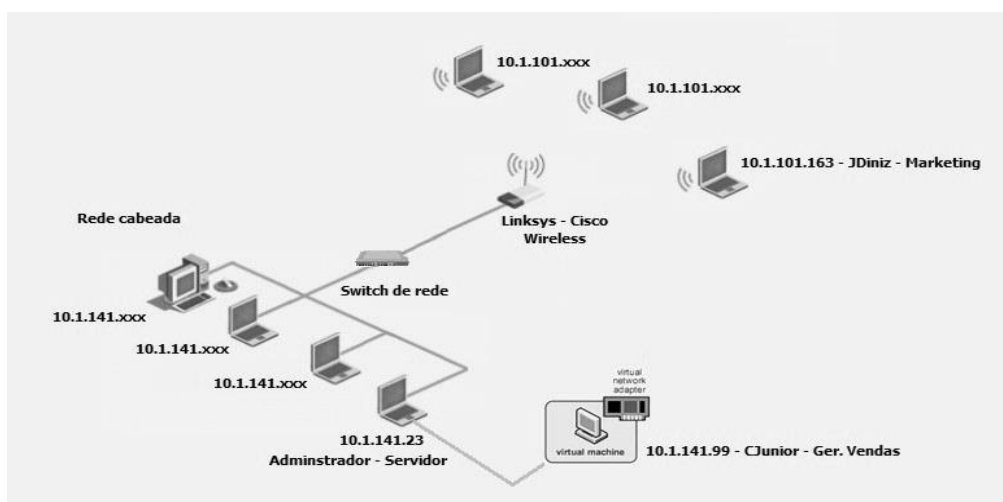 10.1.101.xxx
10.1.101.xxx
10.1.101.163 - JDiniz - Marketing
Linksys - Cisco
Wireless
Rede cabeada
Switch de rede
10.1.141.xxx
10.1.141.xxx
10.1.141.xxx
10.1.141.23
Adminstrador - Servidor
virtual
network
adapter
virtual machine
10.1.141.99 - CJunior - Ger. Vendas